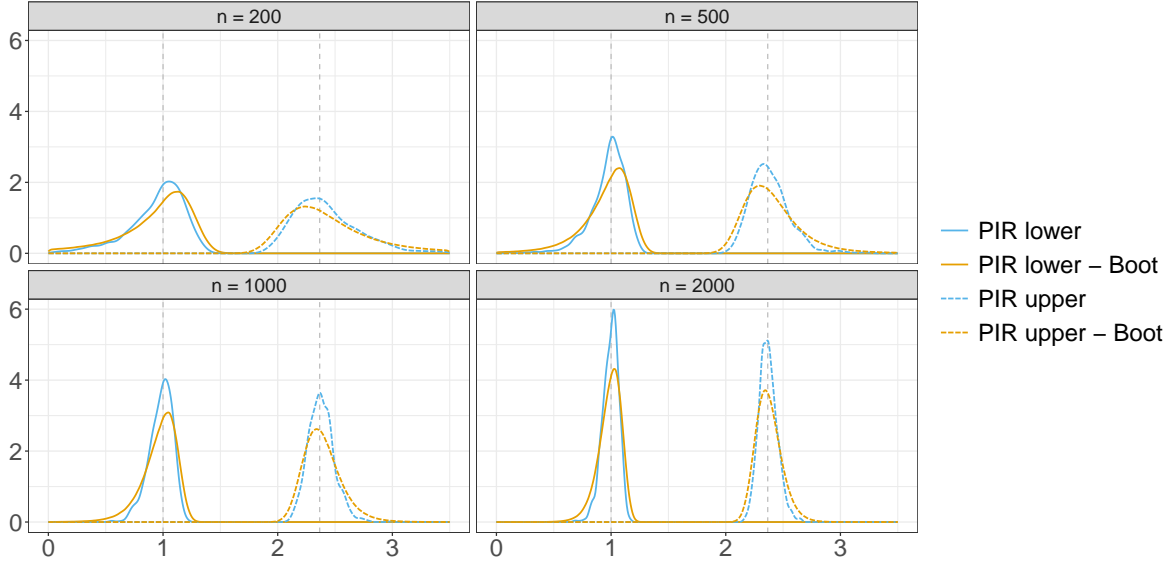 n = 200
n = 500
6
4
2
0
n = 1000
n = 2000
6
4
2
0
0 1 2 3
0 1 2 3
PIR lower
PIR lower – Boot
PIR upper
PIR upper – Boot